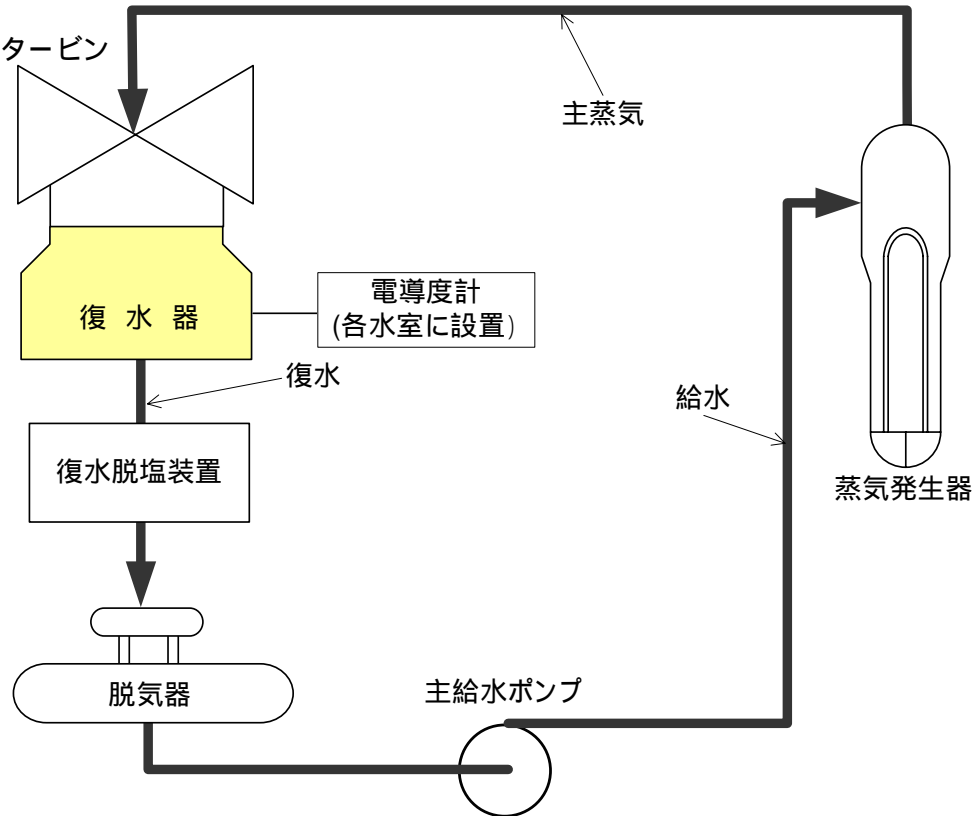 タービン
主蒸気
復水器
電導度計
(各水室に設置)
復水
給水
復水脱塩装置
蒸気発生器
脱気器
主給水ポンプ